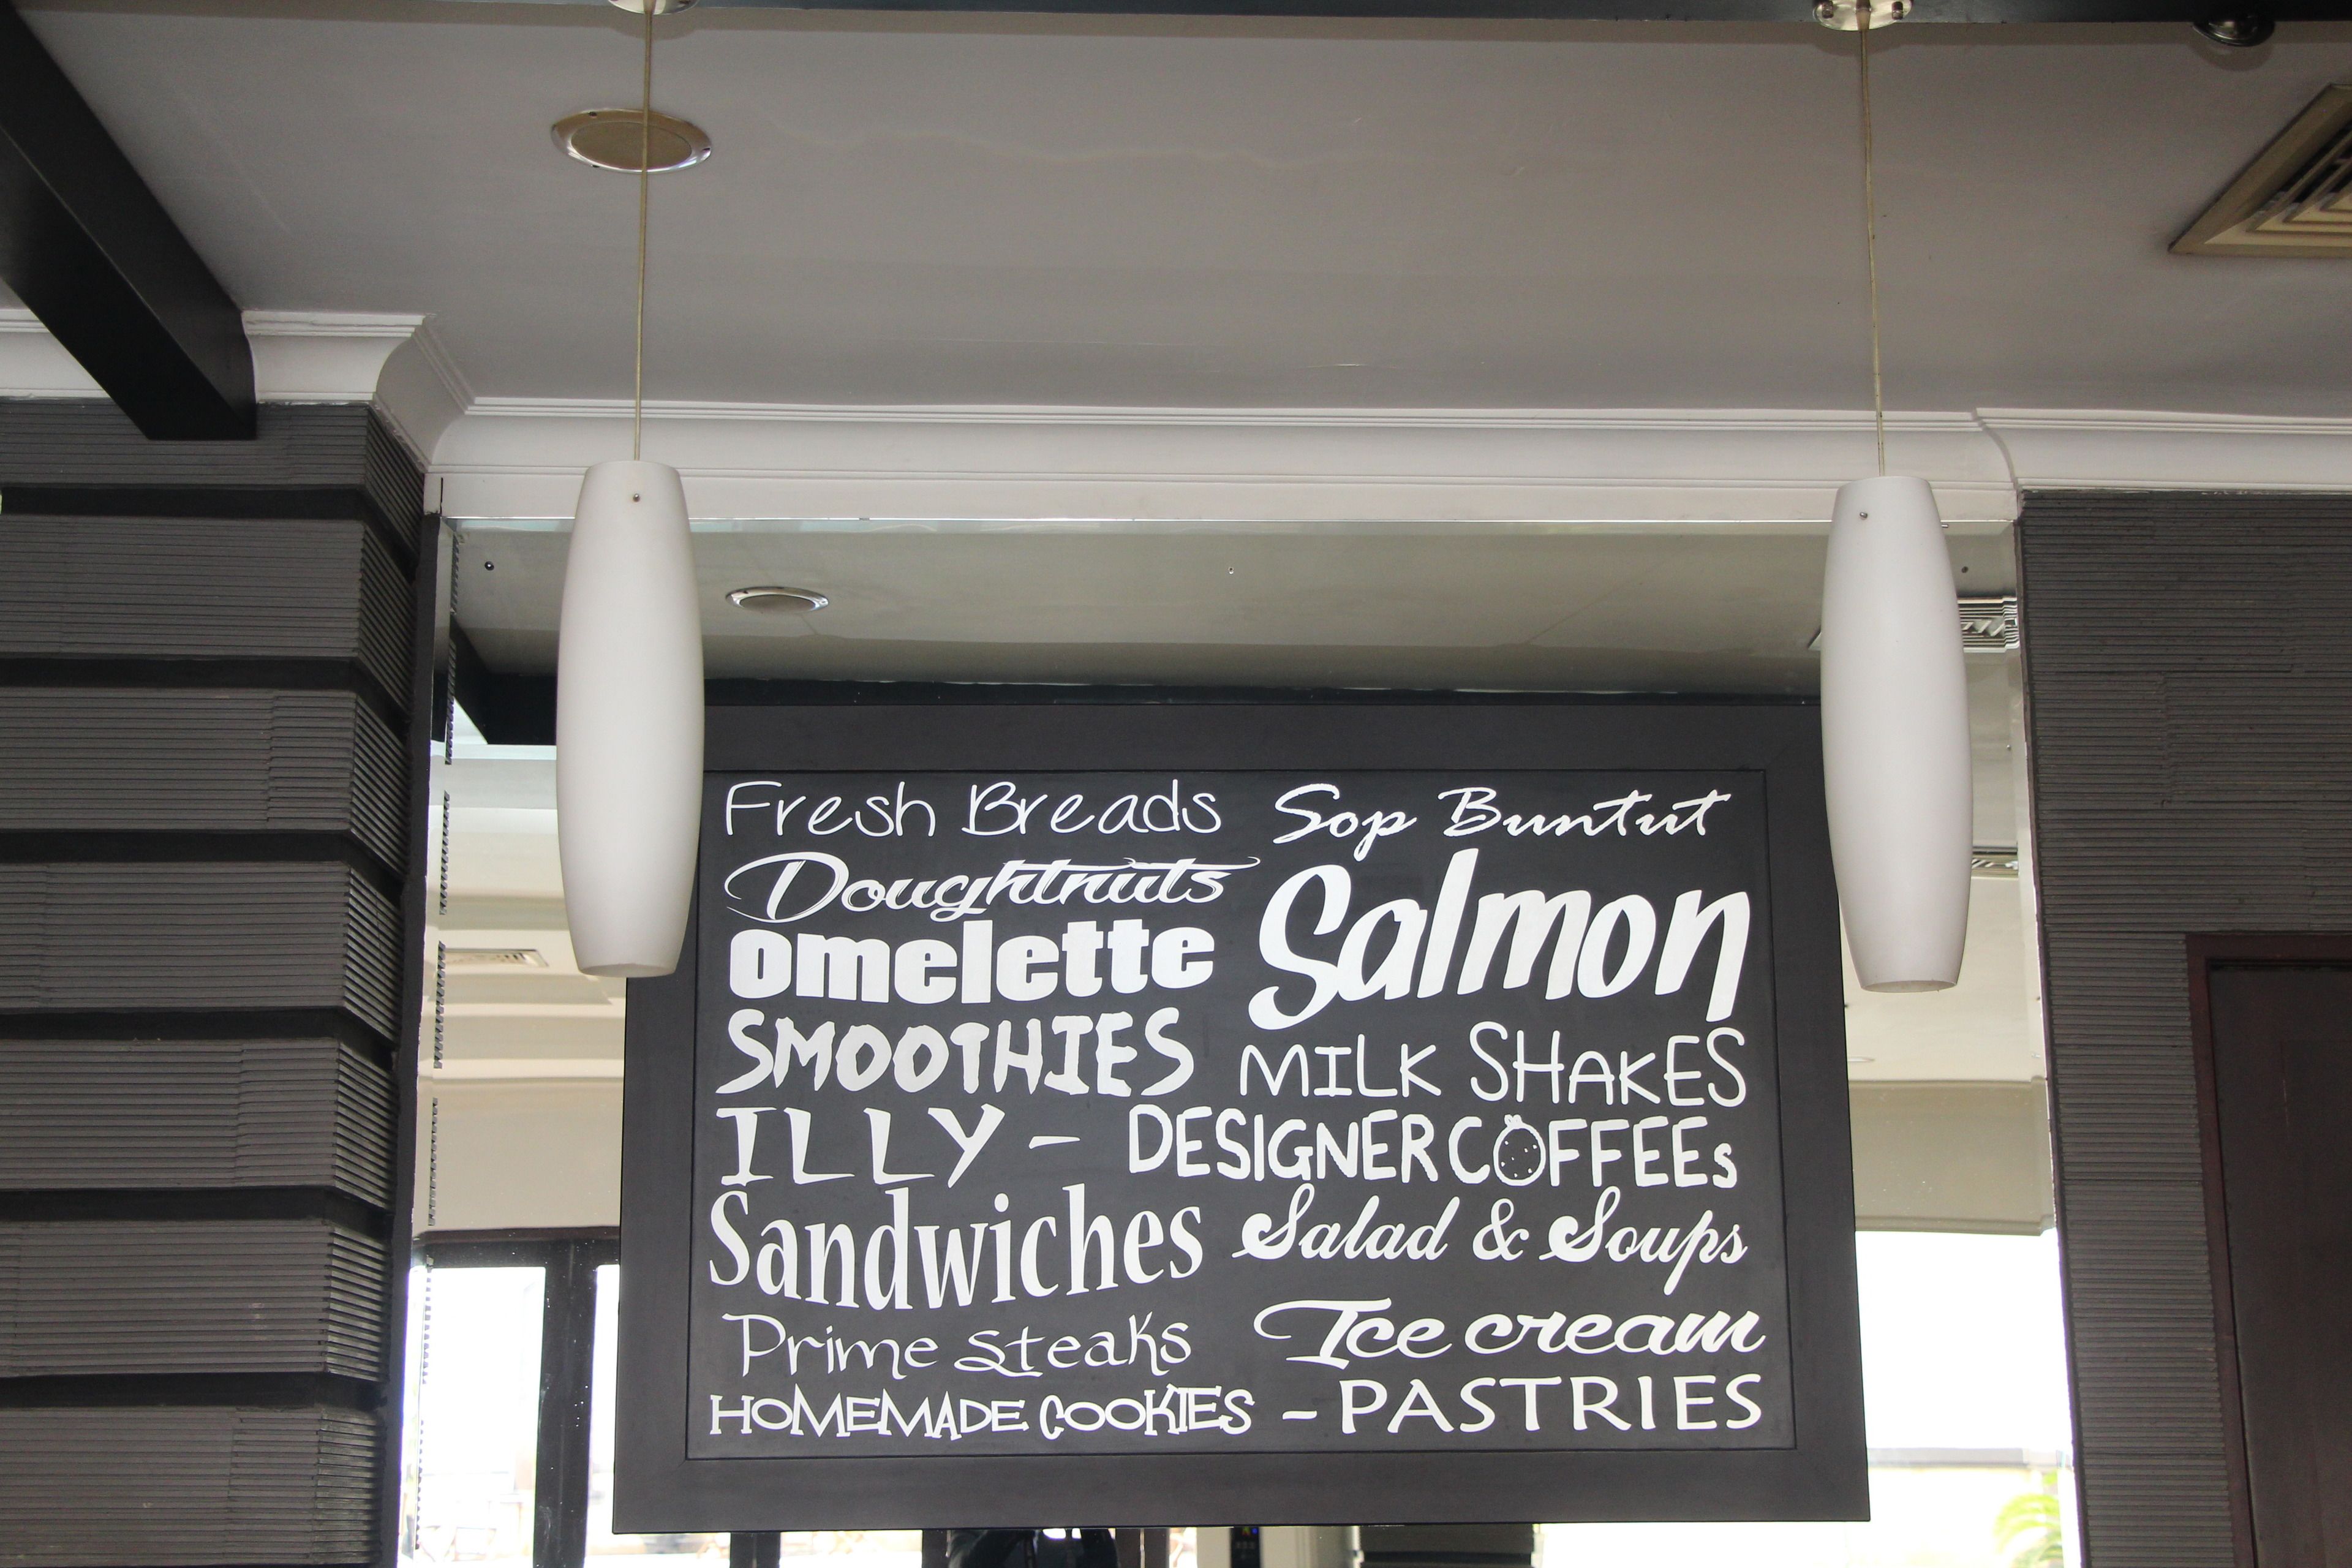 Fresh Breads Sop Buntut
Doughtnuts Salmon
omelette
SMOOTHIES MILK SHAKES
ILLY - DESIGNER COFFEEs
Sandwiches Salad & Soups
Prime steaks Ice cream
HOMEMADE COOKIES - PASTRIES